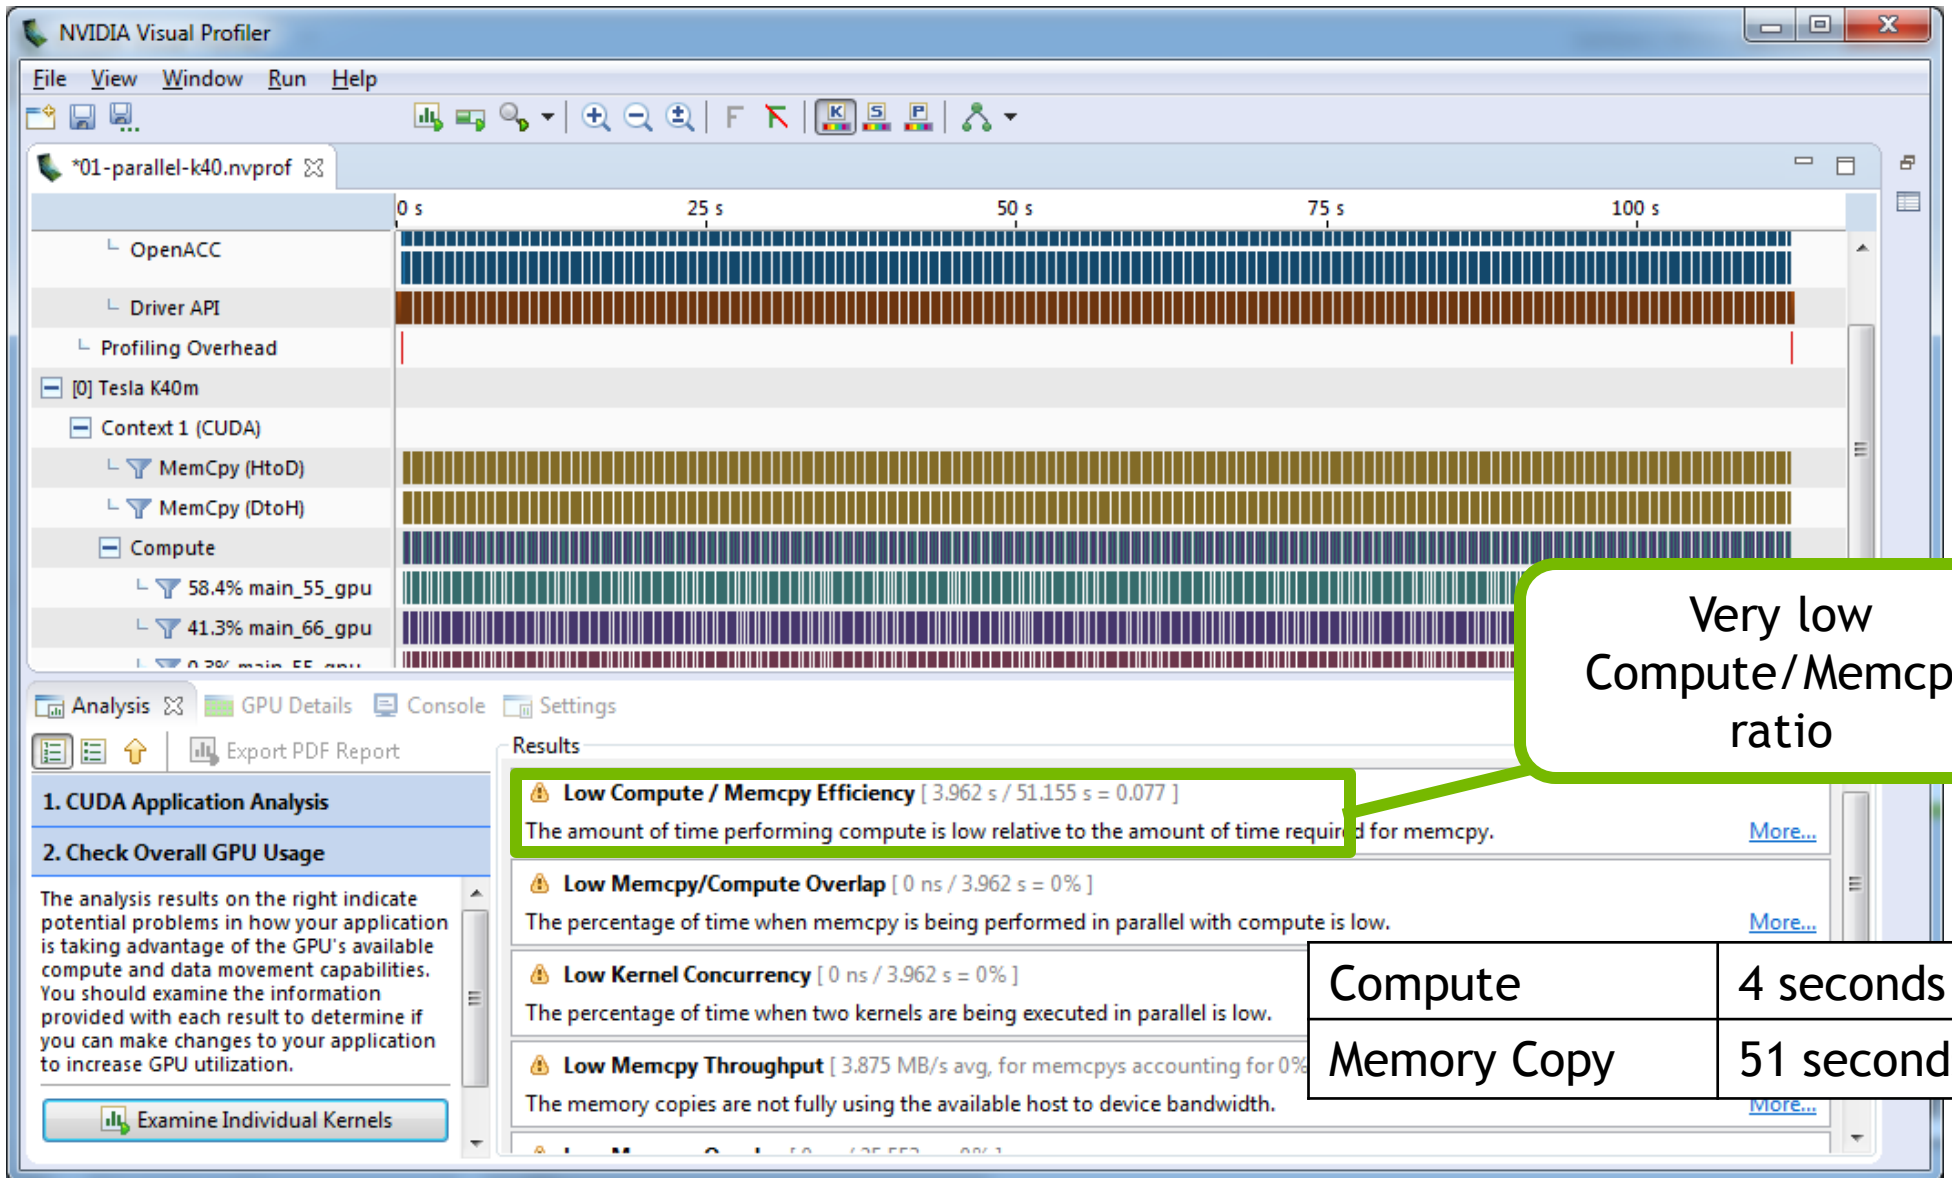 NVIDIA Visual Profiler
File View Window Run Help
F
K S P
*01-parallel-k40.nvprof
0 s 25 s 50 s 75 s 100 s
OpenACC
Driver API
Profiling Overhead
[0] Tesla K40m
Context 1 (CUDA)
MemCpy (HtoD)
MemCpy (DtoH)
Compute
58.4% main_55_gpu
41.3% main_66_gpu
0.3% main_55_gpu
Very low
Compute/Memcp
ratio
Analysis GPU Details Console Settings
Export PDF Report
1. CUDA Application Analysis
2. Check Overall GPU Usage
The analysis results on the right indicate
potential problems in how your application
is taking advantage of the GPU's available
compute and data movement capabilities.
You should examine the information
provided with each result to determine if
you can make changes to your application
to increase GPU utilization.
Examine Individual Kernels
Results
Low Compute / Memcpy Efficiency [ 3.962 s / 51.155 s = 0.077 ]
The amount of time performing compute is low relative to the amount of time required for memcpy.
More...
Low Memcpy/Compute Overlap [ 0 ns / 3.962 s = 0% ]
The percentage of time when memcpy is being performed in parallel with compute is low.
More...
Low Kernel Concurrency [ 0 ns / 3.962 s = 0% ]
The percentage of time when two kernels are being executed in parallel is low.
Low Memcpy Throughput [ 3.875 MB/s avg, for memcpys accounting for 0%
The memory copies are not fully using the available host to device bandwidth.
More...
Compute 4 seconds
Memory Copy 51 second